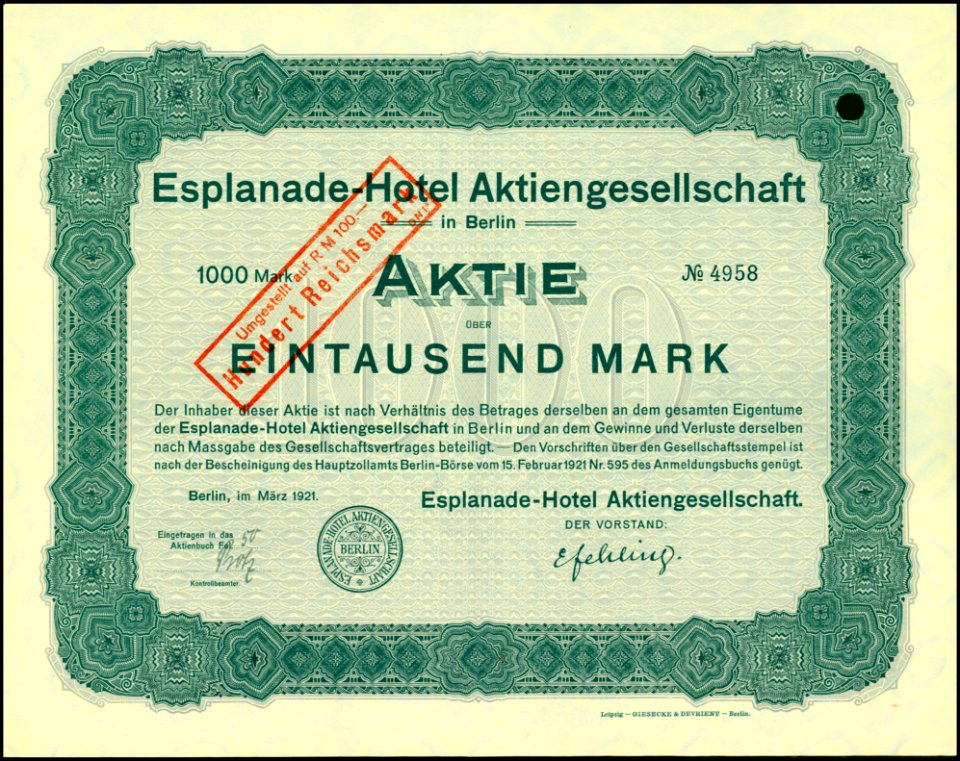 Esplanade-Hotel Aktiengesellschaft
in Berlin
1000 Mark
AKTIE
№ 4958
Umgestellt auf R M 100.—
Hundert Reichsmark
ÜBER
EINTAUSEND MARK
Der Inhaber dieser Aktie ist nach Verhältnis des Betrages derselben an dem gesamten Eigentume
der Esplanade-Hotel Aktiengesellschaft in Berlin und an dem Gewinne und Verluste derselben
nach Massgabe des Gesellschaftsvertrages beteiligt. — Den Vorschriften über den Gesellschaftsstempel ist
nach der Bescheinigung des Hauptzollamts Berlin-Börse vom 15. Februar 1921 Nr. 595 des Anmeldungsbuchs genügt.
Berlin, im März 1921.
Esplanade-Hotel Aktiengesellschaft.
DER VORSTAND:
Efehling.
Eingetragen in das
Aktienbuch Fol. 50
Kontrollbeamter.
ESPLANADE-HOTEL AKTIENGESELLSCHAFT
BERLIN
1000
Leipzig — GIESECKE & DEVRIENT — Berlin.